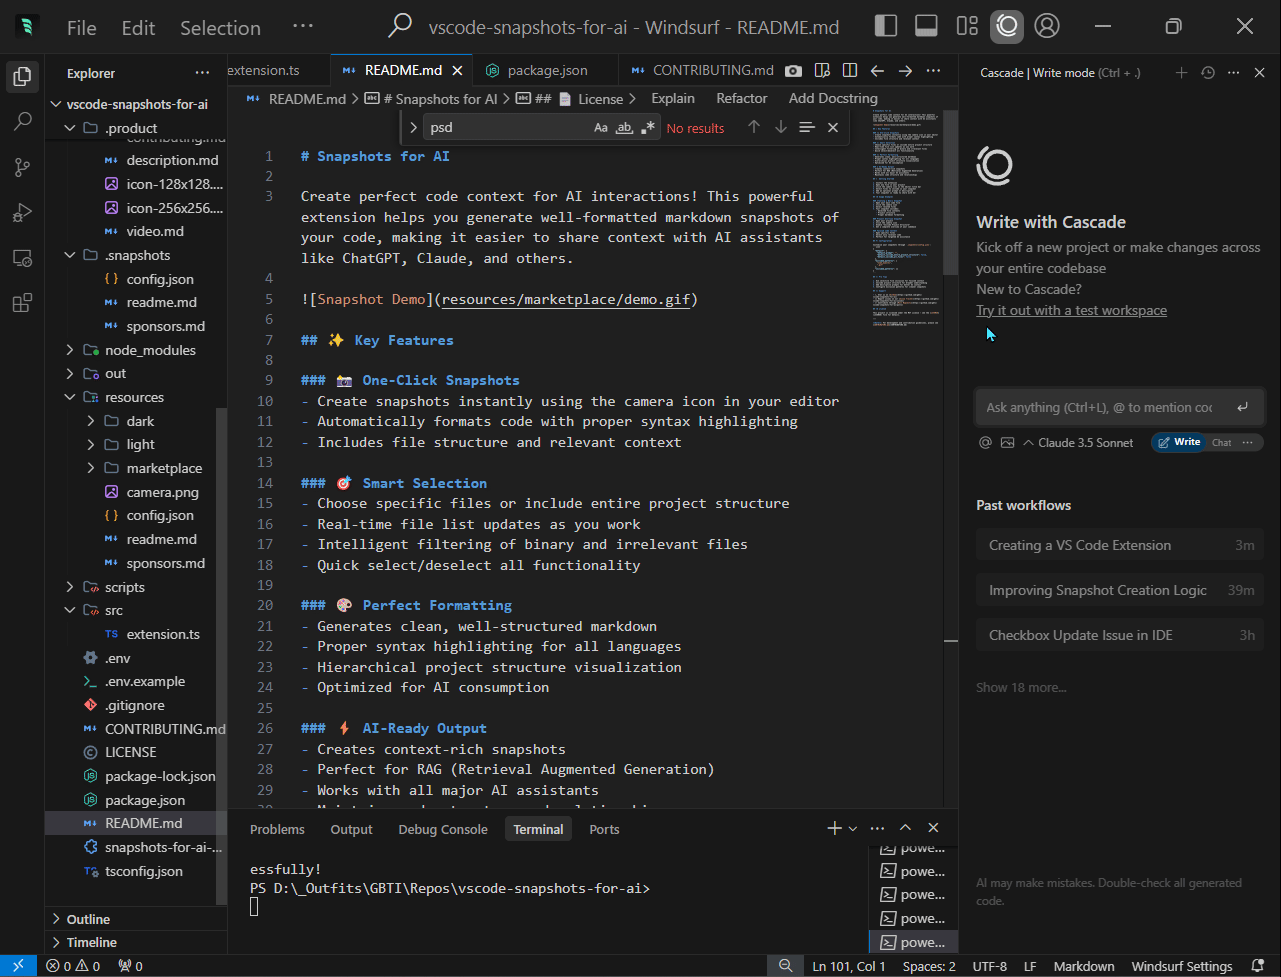 File Edit Selection ··· vscode-snapshots-for-ai - Windsurf - README.md
Explorer ···
vscode-snapshots-for-ai
.product
contributing.md
description.md
icon-128x128....
icon-256x256....
video.md
.snapshots
config.json
readme.md
sponsors.md
node_modules
out
resources
dark
light
marketplace
camera.png
config.json
readme.md
sponsors.md
scripts
src
TS extension.ts
.env
.env.example
.gitignore
CONTRIBUTING.md
LICENSE
package-lock.json
package.json
README.md
snapshots-for-ai-...
tsconfig.json
Outline
Timeline
extension.ts README.md package.json CONTRIBUTING.md ···
README.md > # Snapshots for AI > ## 📄 License > Explain Refactor Add Docstring
psd Aa ab No results
1 # Snapshots for AI
2
3 Create perfect code context for AI interactions! This powerful
extension helps you generate well-formatted markdown snapshots of
your code, making it easier to share context with AI assistants
like ChatGPT, Claude, and others.
4
5 ![Snapshot Demo](resources/marketplace/demo.gif)
6
7 ## ✨ Key Features
8
9 ### 📸 One-Click Snapshots
10 - Create snapshots instantly using the camera icon in your editor
11 - Automatically formats code with proper syntax highlighting
12 - Includes file structure and relevant context
13
14 ### 🎯 Smart Selection
15 - Choose specific files or include entire project structure
16 - Real-time file list updates as you work
17 - Intelligent filtering of binary and irrelevant files
18 - Quick select/deselect all functionality
19
20 ### 🎨 Perfect Formatting
21 - Generates clean, well-structured markdown
22 - Proper syntax highlighting for all languages
23 - Hierarchical project structure visualization
24 - Optimized for AI consumption
25
26 ### ⚡ AI-Ready Output
27 - Creates context-rich snapshots
28 - Perfect for RAG (Retrieval Augmented Generation)
29 - Works with all major AI assistants
Problems Output Debug Console Terminal Ports
essfully!
PS D:\_Outfits\GBTI\Repos\vscode-snapshots-for-ai>
powe...
powe...
powe...
powe...
powe...
Cascade | Write mode (Ctrl + .)
Write with Cascade
Kick off a new project or make changes across
your entire codebase
New to Cascade?
Try it out with a test workspace
Ask anything (Ctrl+L), @ to mention coc
Claude 3.5 Sonnet Write Chat ···
Past workflows
Creating a VS Code Extension 3m
Improving Snapshot Creation Logic 39m
Checkbox Update Issue in IDE 3h
Show 18 more...
AI may make mistakes. Double-check all generated
code.
0 0 0 Ln 101, Col 1 Spaces: 2 UTF-8 LF Markdown Windsurf Settings